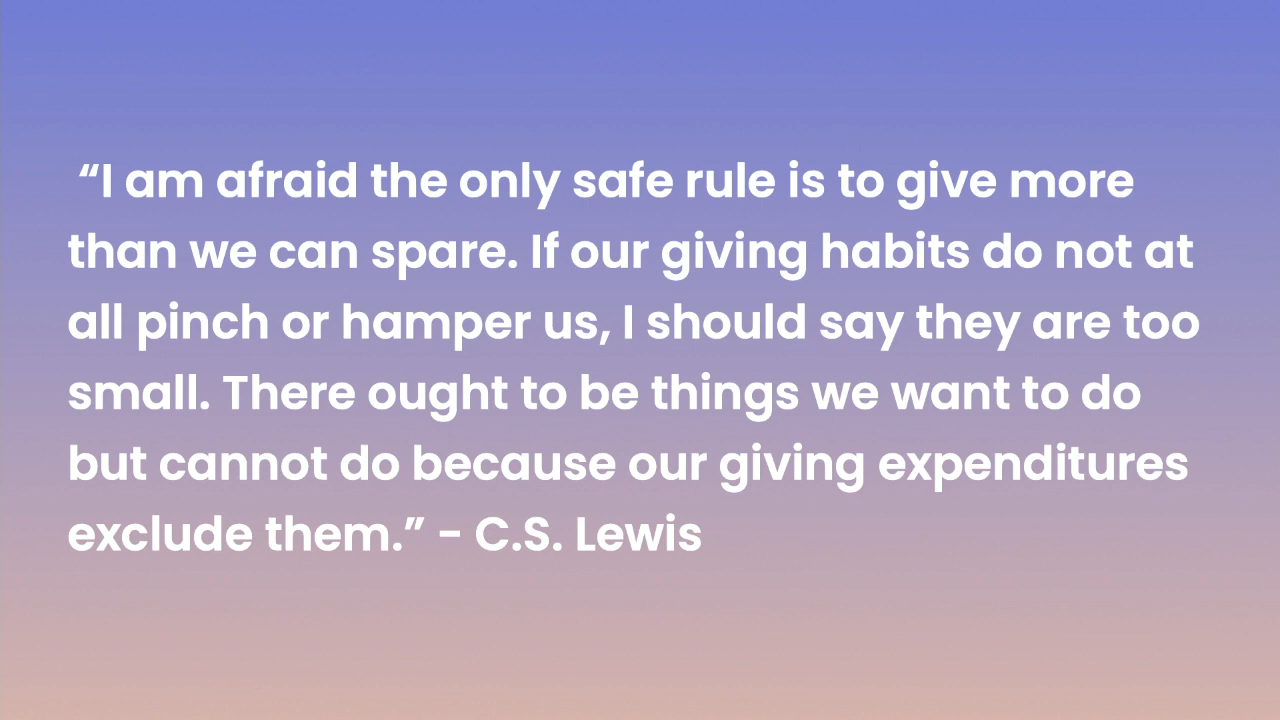 “I am afraid the only safe rule is to give more
than we can spare. If our giving habits do not at
all pinch or hamper us, I should say they are too
small. There ought to be things we want to do
but cannot do because our giving expenditures
exclude them.” - C.S. Lewis